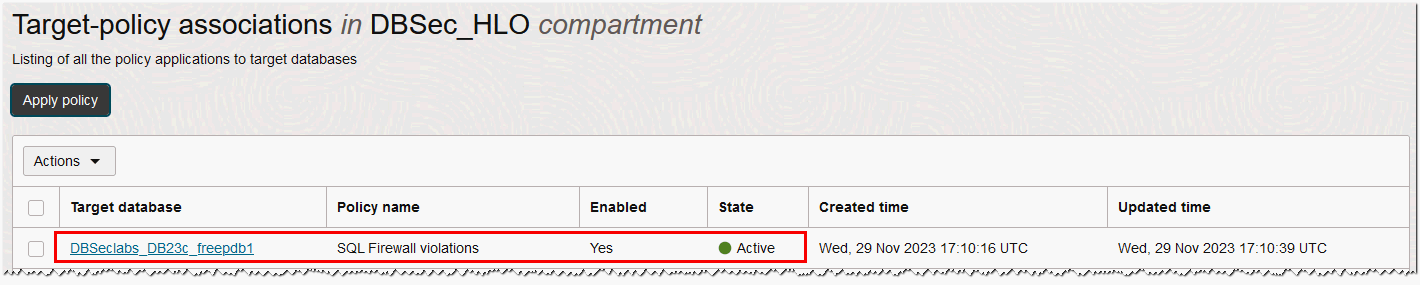 Target-policy associations in DBSec_HLO compartment
Listing of all the policy applications to target databases
Apply policy
Actions
Target database Policy name Enabled State Created time Updated time
DBSeclabs_DB23c_freepdb1 SQL Firewall violations Yes Active Wed, 29 Nov 2023 17:10:16 UTC Wed, 29 Nov 2023 17:10:39 UTC